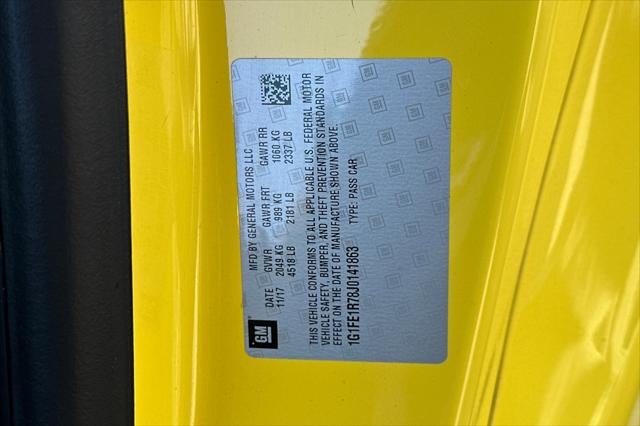 MFD BY GENERAL MOTORS LLC
DATE GVWR GAWR FRT GAWR RR
11/17 2049 KG 989 KG 1060 KG
4518 LB 2181 LB 2337 LB
THIS VEHICLE CONFORMS TO ALL APPLICABLE U.S. FEDERAL MOTOR
VEHICLE SAFETY, BUMPER, AND THEFT PREVENTION STANDARDS IN
EFFECT ON THE DATE OF MANUFACTURE SHOWN ABOVE.
1G1FE1R78J0141863 TYPE: PASS CAR
GM